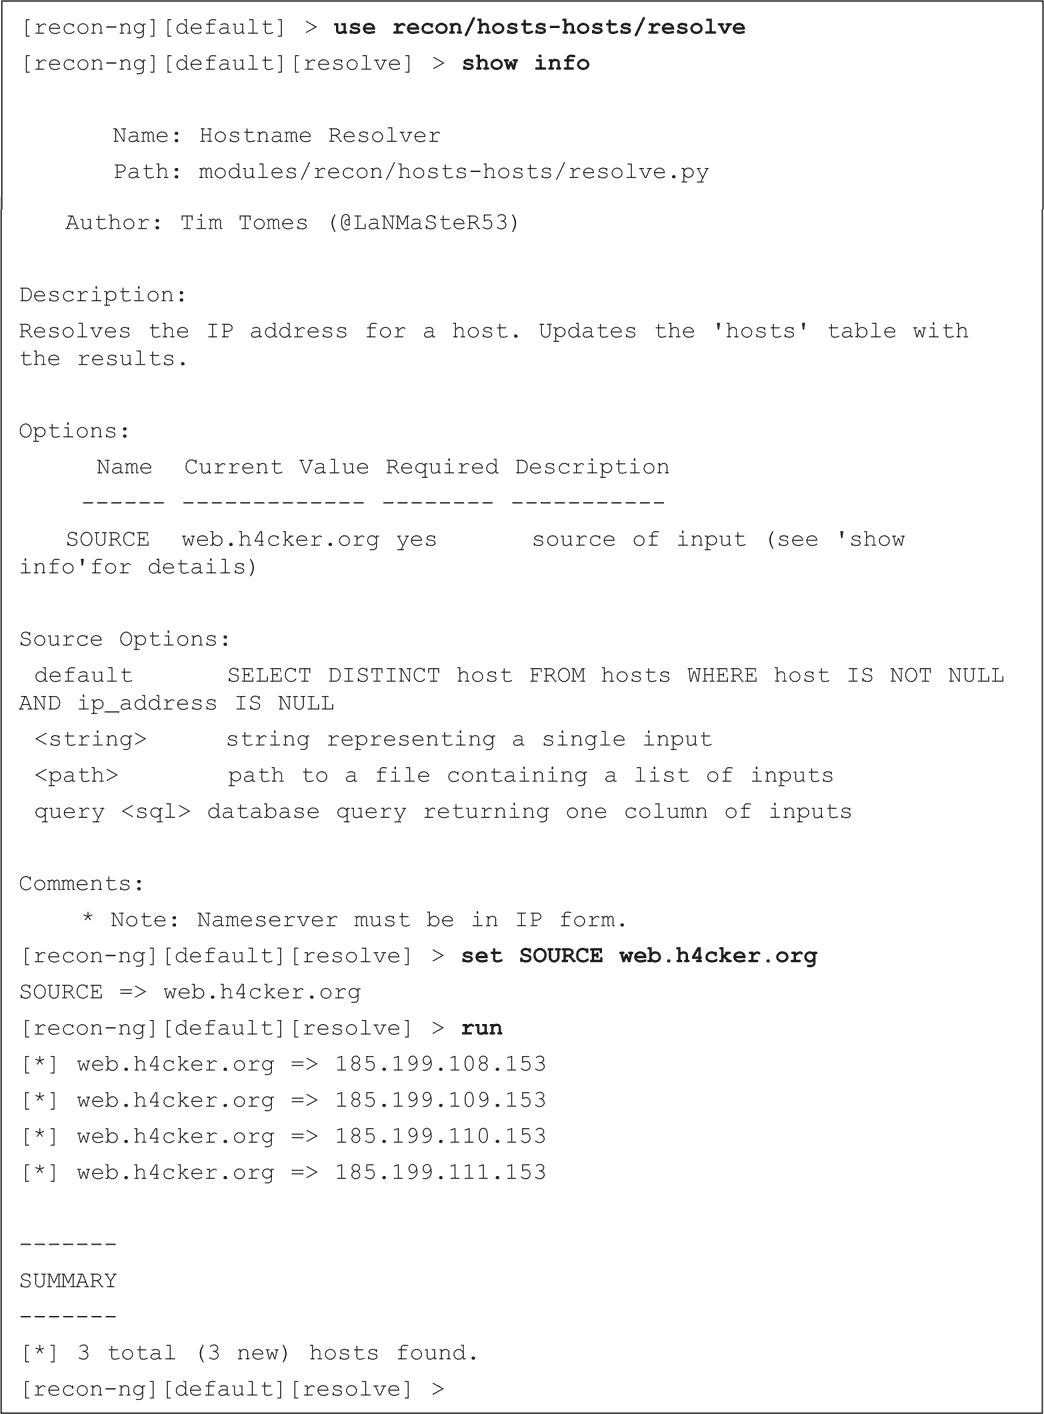 [recon-ng][default] > use recon/hosts-hosts/resolve
[recon-ng][default][resolve] > show info
Name: Hostname Resolver
Path: modules/recon/hosts-hosts/resolve.py
Author: Tim Tomes (@LaNMaSteR53)
Description:
Resolves the IP address for a host. Updates the 'hosts' table with
the results.
Options:
Name Current Value Required Description
------ ------------- -------- -----------
SOURCE web.h4cker.org yes source of input (see 'show
info'for details)
Source Options:
default SELECT DISTINCT host FROM hosts WHERE host IS NOT NULL
AND ip_address IS NULL
<string> string representing a single input
<path> path to a file containing a list of inputs
query <sql> database query returning one column of inputs
Comments:
* Note: Nameserver must be in IP form.
[recon-ng][default][resolve] > set SOURCE web.h4cker.org
SOURCE => web.h4cker.org
[recon-ng][default][resolve] > run
[*] web.h4cker.org => 185.199.108.153
[*] web.h4cker.org => 185.199.109.153
[*] web.h4cker.org => 185.199.110.153
[*] web.h4cker.org => 185.199.111.153
-------
SUMMARY
-------
[*] 3 total (3 new) hosts found.
[recon-ng][default][resolve] >